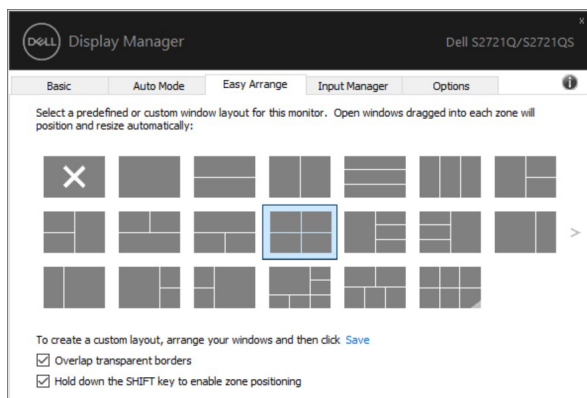 x
DELL Display Manager Dell S2721Q/S2721QS
Basic Auto Mode Easy Arrange Input Manager Options
Select a predefined or custom window layout for this monitor. Open windows dragged into each zone will
position and resize automatically:
>
To create a custom layout, arrange your windows and then click Save
Overlap transparent borders
Hold down the SHIFT key to enable zone positioning